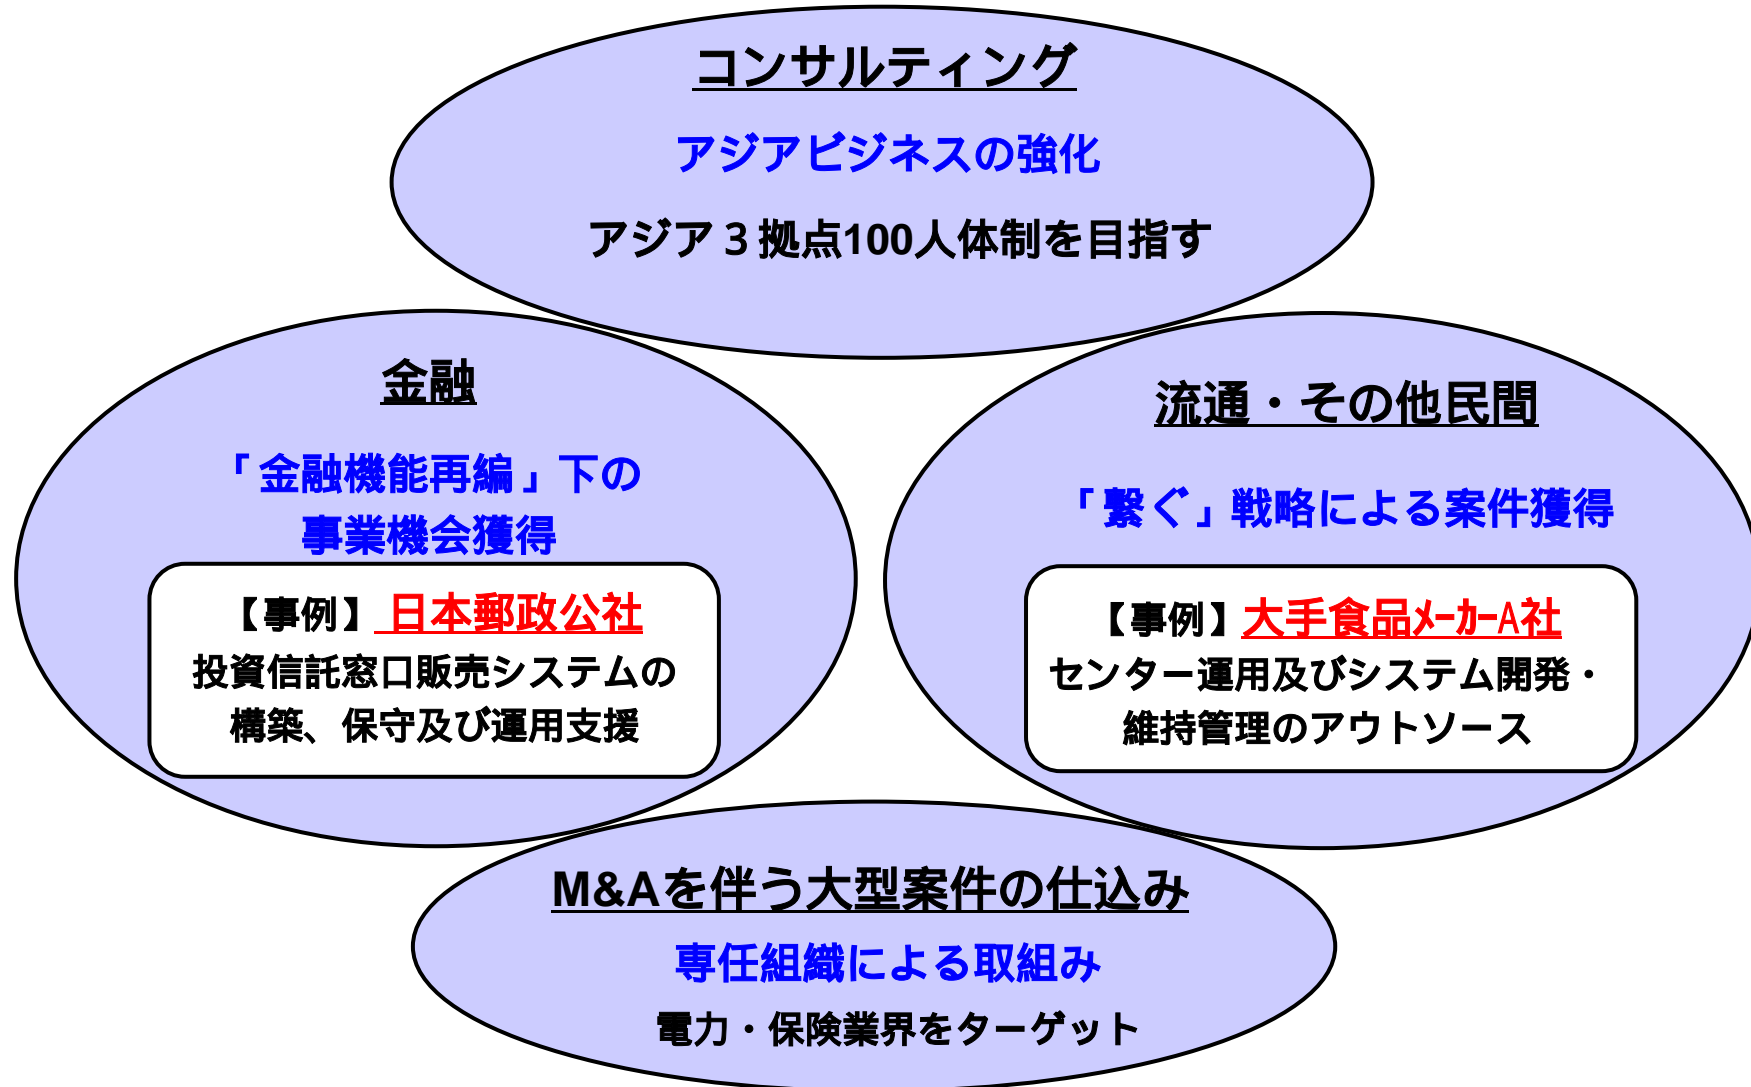 コンサルティング
アジアビジネスの強化
アジア３拠点100人体制を目指す
金融
「金融機能再編」下の
事業機会獲得
【事例】 日本郵政公社
投資信託窓口販売システムの
構築、保守及び運用支援
流通・その他民間
「繋ぐ」戦略による案件獲得
【事例】大手食品ﾒｰｶｰA社
センター運用及びシステム開発・
維持管理のアウトソース
M&Aを伴う大型案件の仕込み
専任組織による取組み
電力・保険業界をターゲット